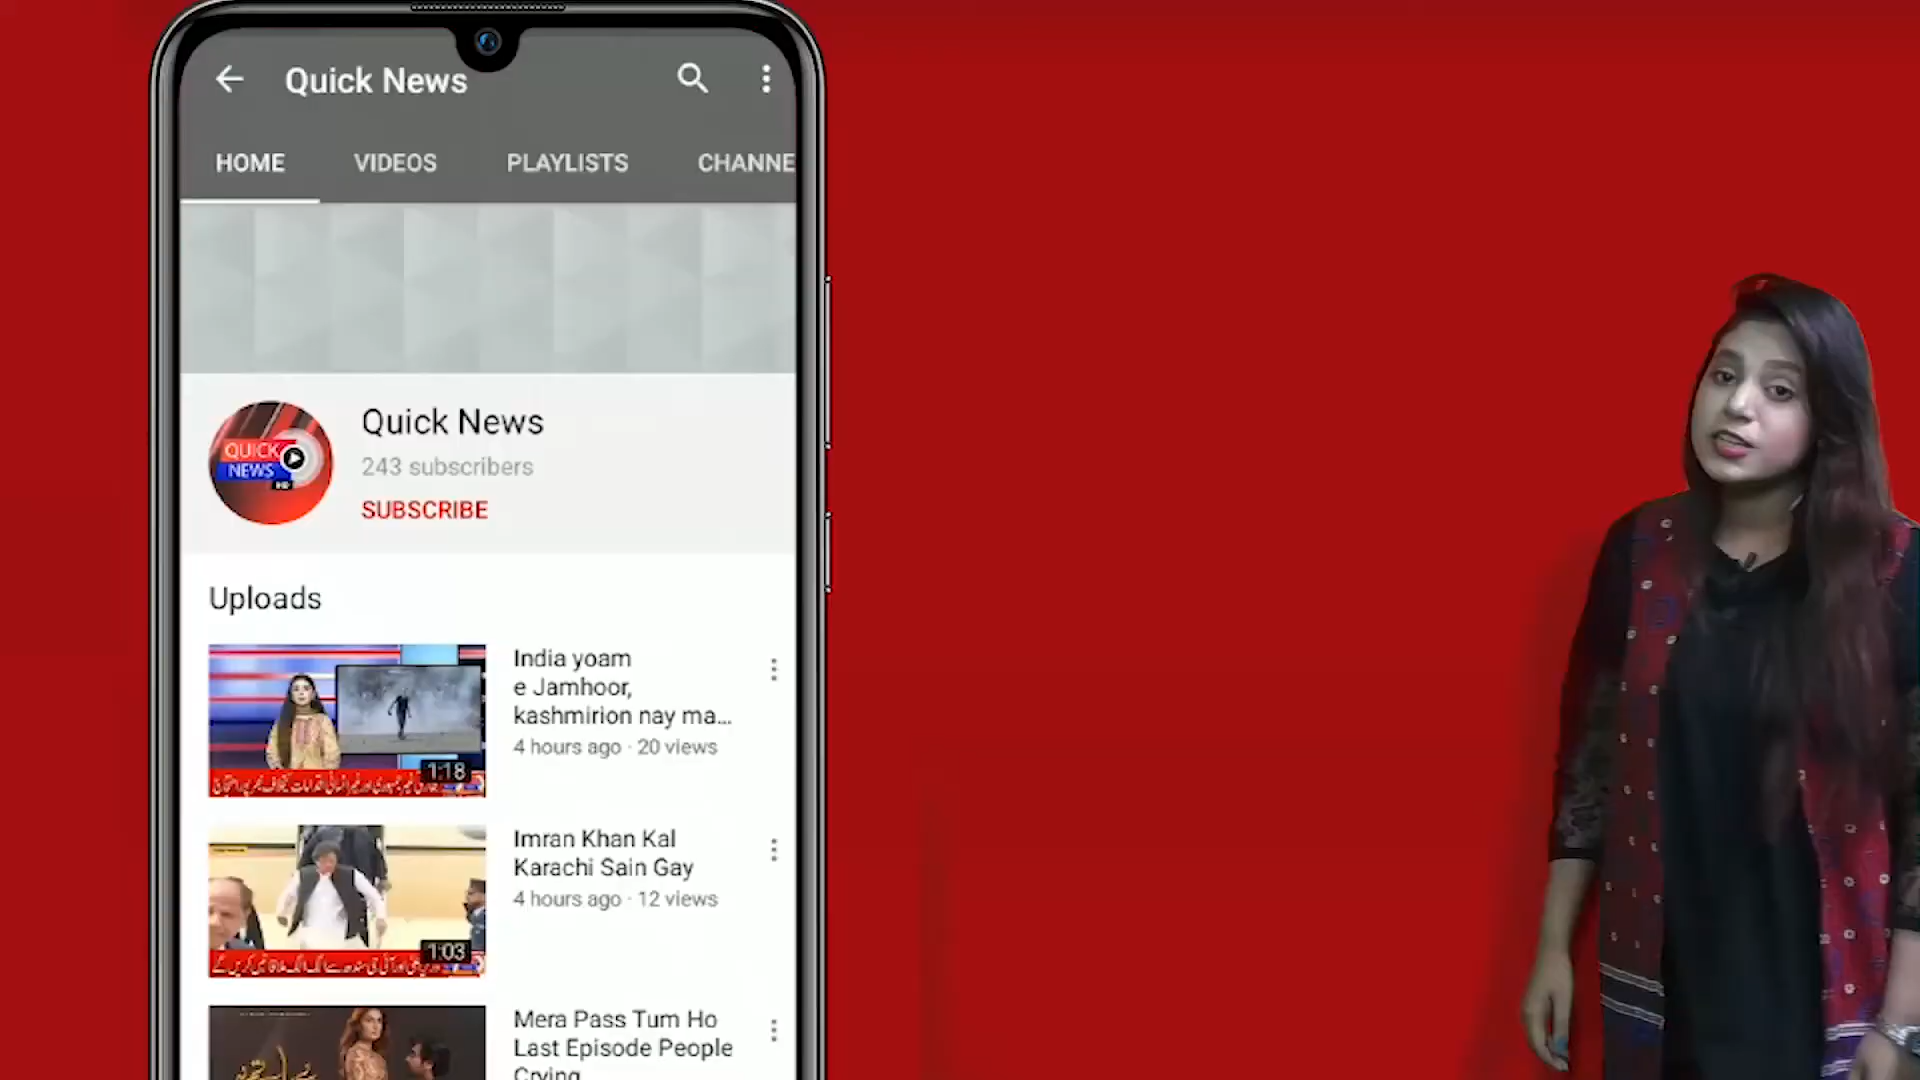 Quick News
HOME VIDEOS PLAYLISTS CHANNE
QUICK
NEWS
HD
Quick News
243 subscribers
SUBSCRIBE
Uploads
India yoam
e Jamhoor,
kashmirion nay ma...
4 hours ago · 20 views
1:18
Imran Khan Kal
Karachi Sain Gay
4 hours ago · 12 views
1:03
Mera Pass Tum Ho
Last Episode People
Crying